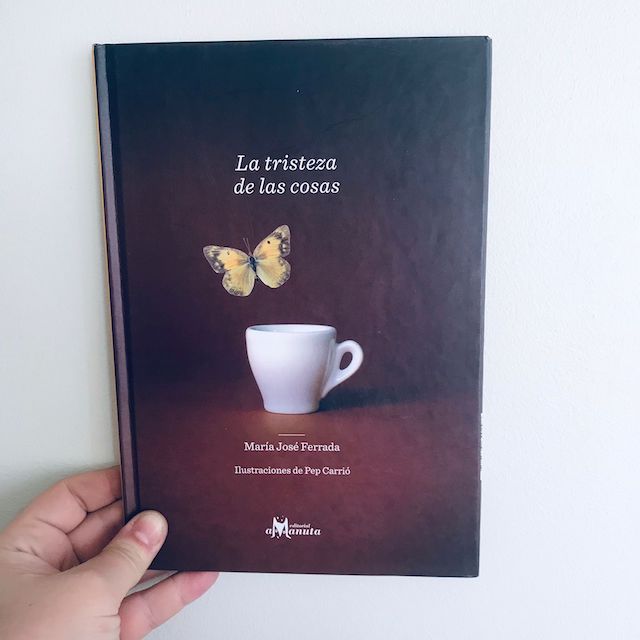 La tristeza
de las cosas
María José Ferrada
Ilustraciones de Pep Carrió
editorial
aManuta